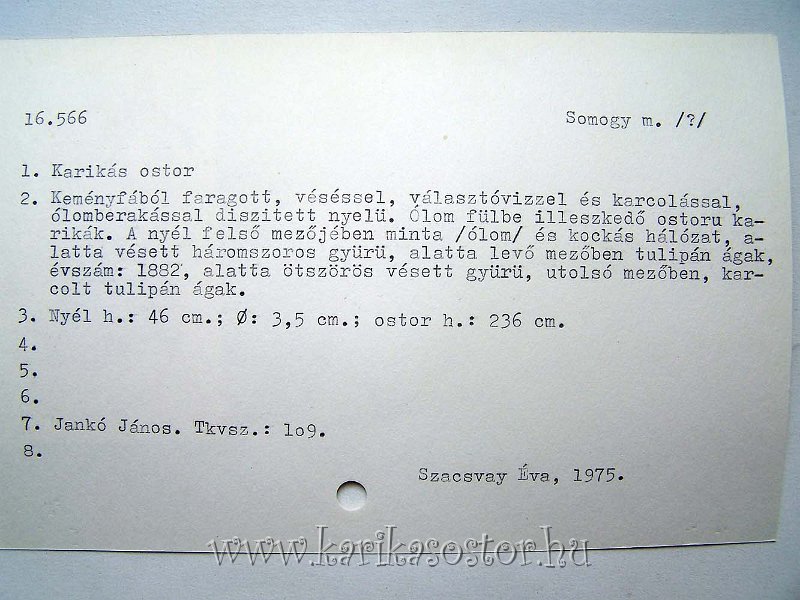 16.566 Somogy m. /?/
1. Karikás ostor
2. Keményfából faragott, véséssel, választóvizzel és karcolással,
ólomberakással diszitett nyelü. Ólom fülbe illeszkedő ostoru ka-
rikák. A nyél felső mezőjében minta /ólom/ és kockás hálózat, a-
latta vésett háromszoros gyürü, alatta levő mezőben tulipán ágak,
évszám: 1882, alatta ötszörös vésett gyürü, utolsó mezőben, kar-
colt tulipán ágak.
3. Nyél h.: 46 cm.; Ø: 3,5 cm.; ostor h.: 236 cm.
4.
5.
6.
7. Jankó János. Tkvsz.: lo9.
8.
Szacsvay Éva, 1975.
www.karikasostor.hu